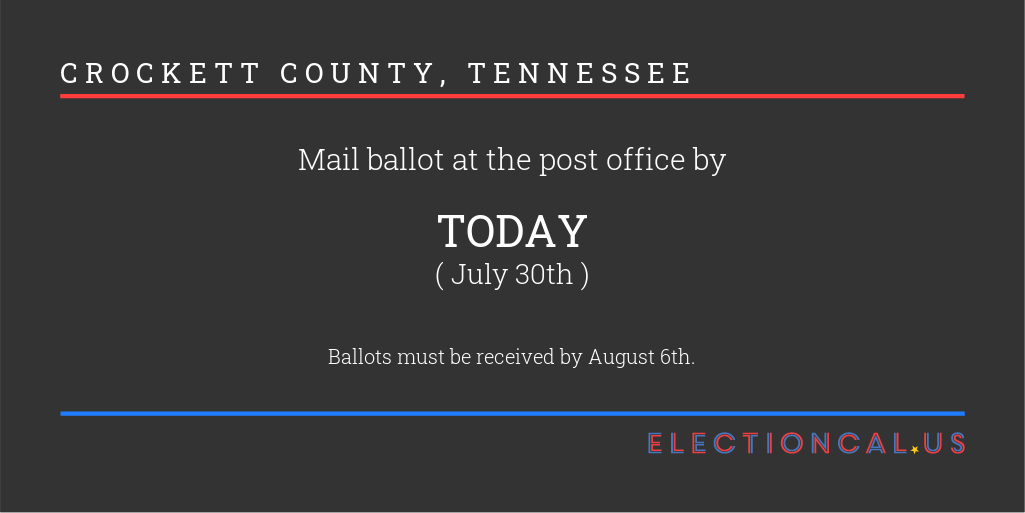 CROCKETT COUNTY, TENNESSEE
Mail ballot at the post office by
TODAY
( July 30th )
Ballots must be received by August 6th.
ELECTIONCAL.US